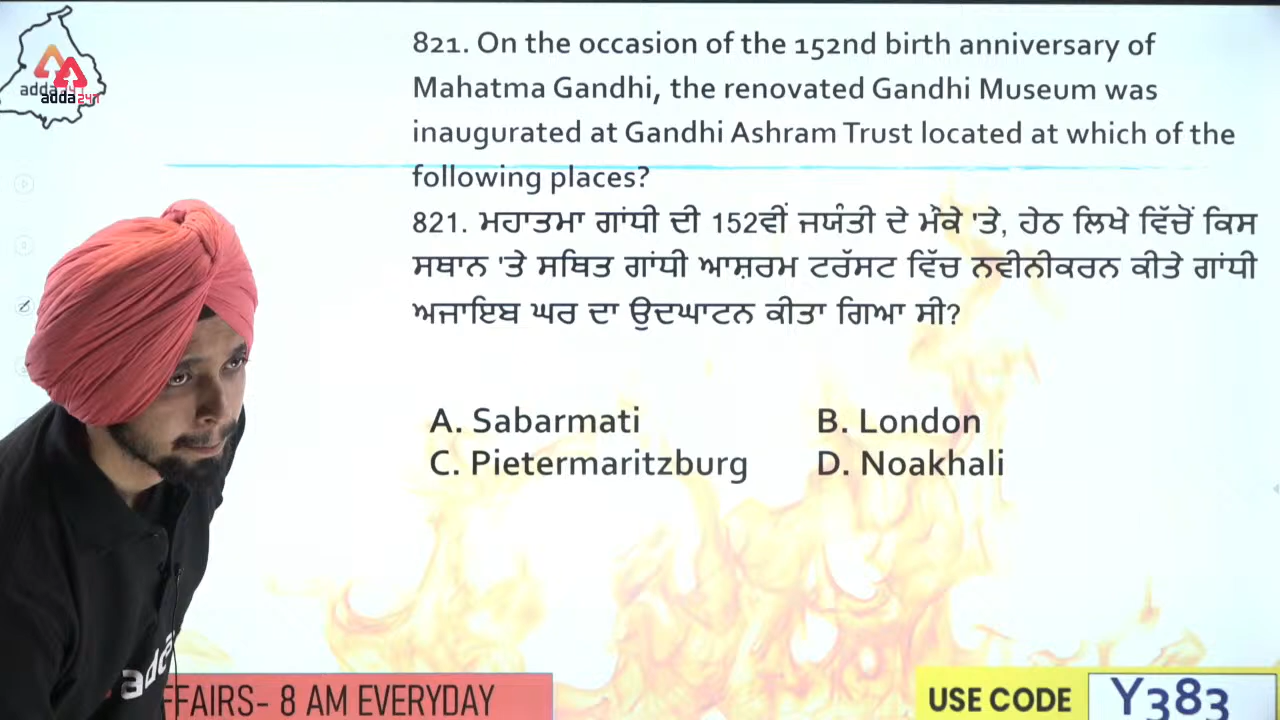 821. On the occasion of the 152nd birth anniversary of
Mahatma Gandhi, the renovated Gandhi Museum was
inaugurated at Gandhi Ashram Trust located at which of the
following places?
821. ਮਹਾਤਮਾ ਗਾਂਧੀ ਦੀ 152ਵੀਂ ਜਯੰਤੀ ਦੇ ਮੌਕੇ 'ਤੇ, ਹੇਠ ਲਿਖੇ ਵਿੱਚੋਂ ਕਿਸ
ਸਥਾਨ 'ਤੇ ਸਥਿਤ ਗਾਂਧੀ ਆਸ਼ਰਮ ਟਰੱਸਟ ਵਿੱਚ ਨਵੀਨੀਕਰਨ ਕੀਤੇ ਗਾਂਧੀ
ਅਜਾਇਬ ਘਰ ਦਾ ਉਦਘਾਟਨ ਕੀਤਾ ਗਿਆ ਸੀ?
A. Sabarmati B. London
C. Pietermaritzburg D. Noakhali
adda247
FFAIRS- 8 AM EVERYDAY
USE CODE Y383